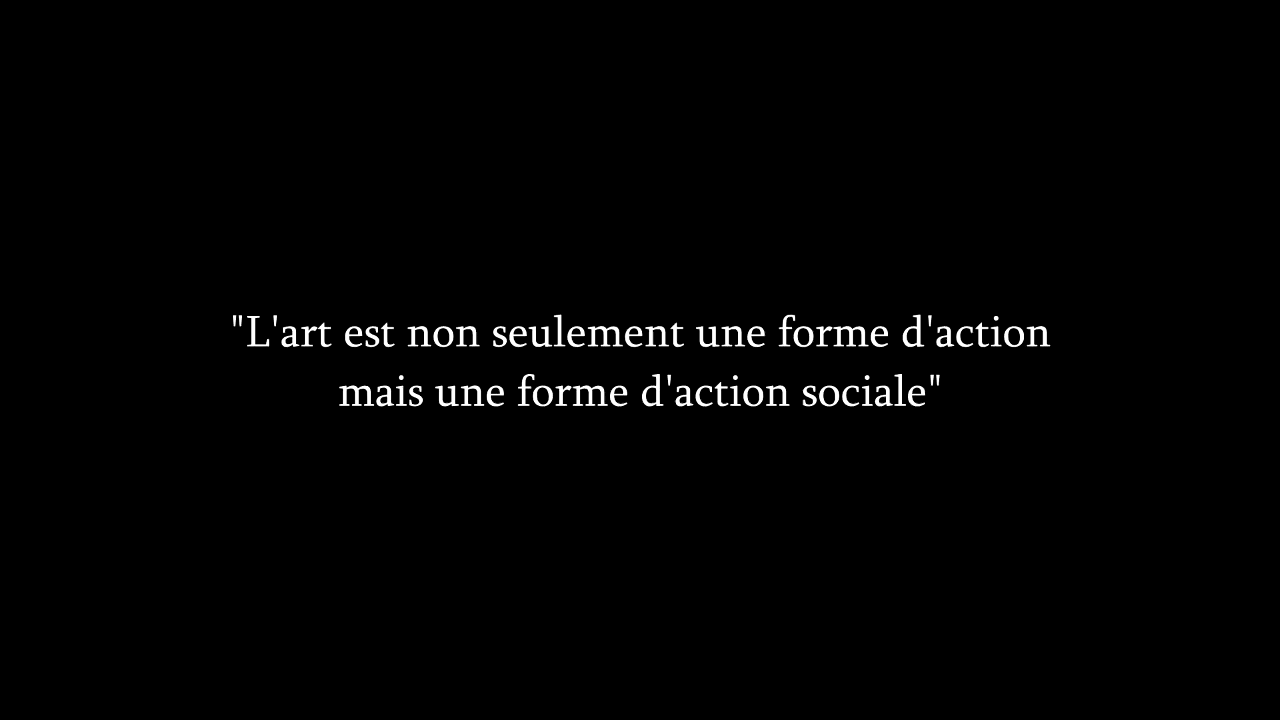 "L'art est non seulement une forme d'action
mais une forme d'action sociale"